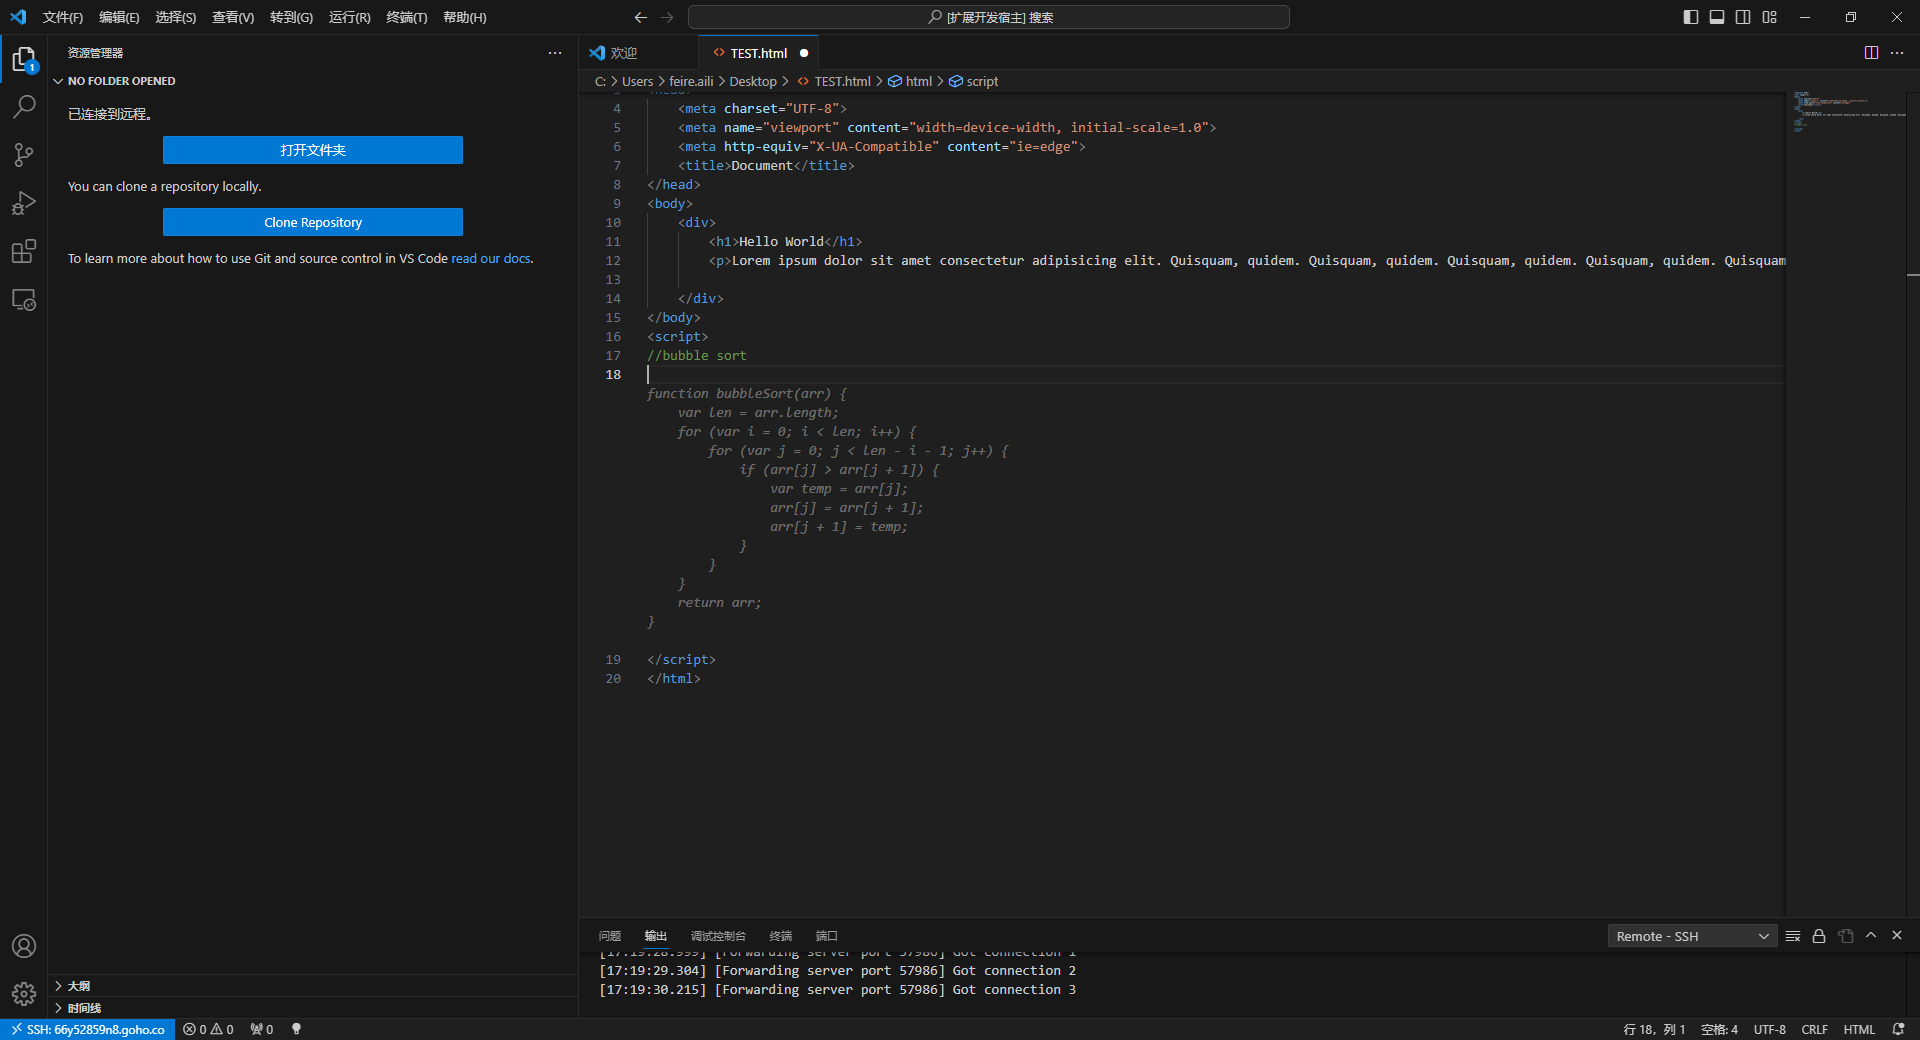 文件(F) 编辑(E) 选择(S) 查看(V) 转到(G) 运行(R) 终端(T) 帮助(H)
[扩展开发宿主] 搜索
资源管理器
NO FOLDER OPENED
已连接到远程。
打开文件夹
You can clone a repository locally.
Clone Repository
To learn more about how to use Git and source control in VS Code read our docs.
1
大纲
时间线
欢迎 TEST.html
C: > Users > feire.aili > Desktop > TEST.html > html > script
4 <meta charset="UTF-8">
5 <meta name="viewport" content="width=device-width, initial-scale=1.0">
6 <meta http-equiv="X-UA-Compatible" content="ie=edge">
7 <title>Document</title>
8 </head>
9 <body>
10 <div>
11 <h1>Hello World</h1>
12 <p>Lorem ipsum dolor sit amet consectetur adipisicing elit. Quisquam, quidem. Quisquam, quidem. Quisquam, quidem. Quisquam, quidem. Quisquam
13
14 </div>
15 </body>
16 <script>
17 //bubble sort
18
function bubbleSort(arr) {
var len = arr.length;
for (var i = 0; i < len; i++) {
for (var j = 0; j < len - i - 1; j++) {
if (arr[j] > arr[j + 1]) {
var temp = arr[j];
arr[j] = arr[j + 1];
arr[j + 1] = temp;
}
}
}
return arr;
}
19 </script>
20 </html>
问题 输出 调试控制台 终端 端口
Remote - SSH
[17:19:28.999] [Forwarding server port 57986] Got connection 1
[17:19:29.304] [Forwarding server port 57986] Got connection 2
[17:19:30.215] [Forwarding server port 57986] Got connection 3
SSH: 66y52859n8.goho.co 0 0 0
行 18，列 1 空格: 4 UTF-8 CRLF HTML